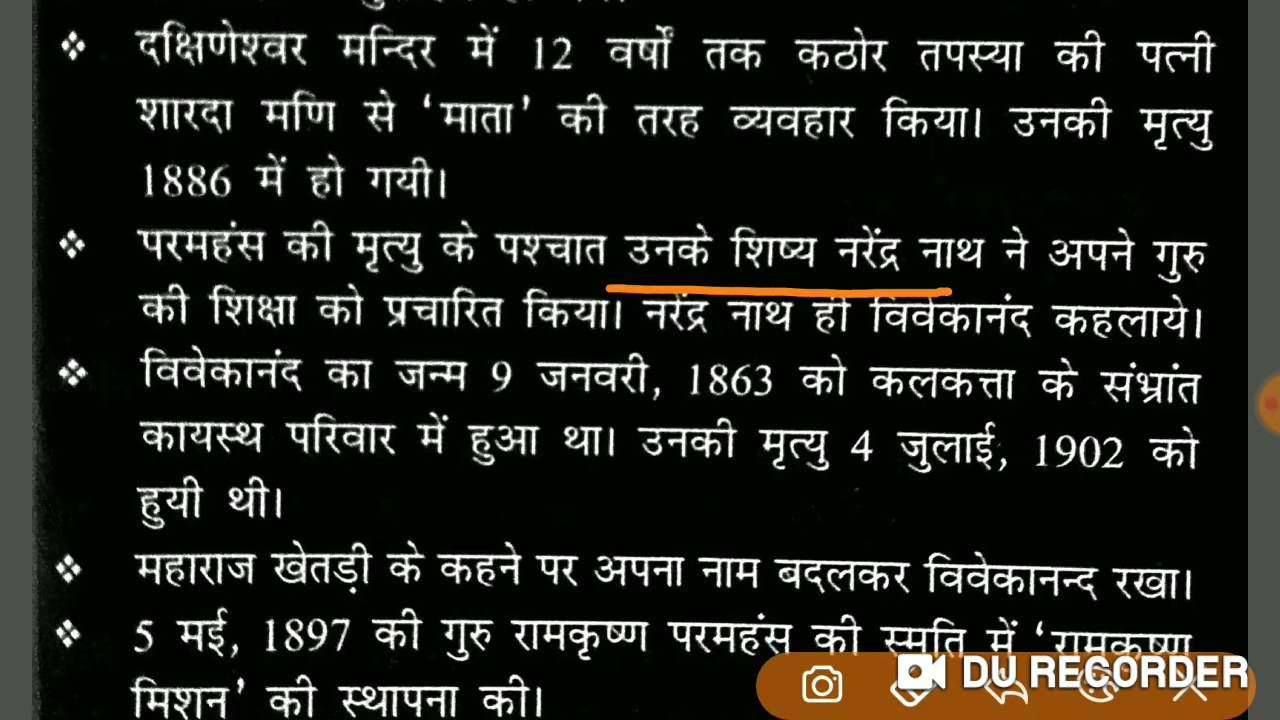 ❖ दक्षिणेश्वर मन्दिर में 12 वर्षों तक कठोर तपस्या की पत्नी
शारदा मणि से ‘माता’ की तरह व्यवहार किया। उनकी मृत्यु
1886 में हो गयी।
❖ परमहंस की मृत्यु के पश्चात उनके शिष्य नरेंद्र नाथ ने अपने गुरु
की शिक्षा को प्रचारित किया। नरेंद्र नाथ ही विवेकानंद कहलाये।
❖ विवेकानंद का जन्म 9 जनवरी, 1863 को कलकत्ता के संभ्रांत
कायस्थ परिवार में हुआ था। उनकी मृत्यु 4 जुलाई, 1902 को
हुयी थी।
❖ महाराज खेतड़ी के कहने पर अपना नाम बदलकर विवेकानन्द रखा।
❖ 5 मई, 1897 की गुरु रामकृष्ण परमहंस की स्मृति में ‘रामकृष्ण
मिशन’ की स्थापना की।
DU RECORDER